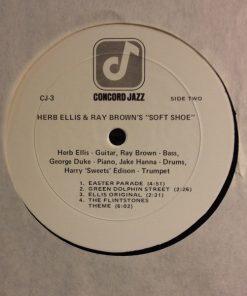 CONCORD JAZZ
CJ-3 SIDE TWO
HERB ELLIS & RAY BROWN'S "SOFT SHOE"
Herb Ellis - Guitar, Ray Brown - Bass,
George Duke - Piano, Jake Hanna - Drums,
Harry 'Sweets' Edison - Trumpet
1. EASTER PARADE (4:51)
2. GREEN DOLPHIN STREET (2:26)
3. ELLIS ORIGINAL (2:31)
4. THE FLINTSTONES
THEME (6:02)